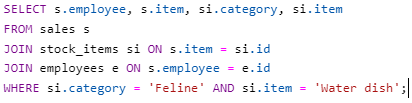 SELECT s.employee, s.item, si.category, si.item
FROM sales s
JOIN stock_items si ON s.item = si.id
JOIN employees e ON s.employee = e.id
WHERE si.category = 'Feline' AND si.item = 'Water dish';